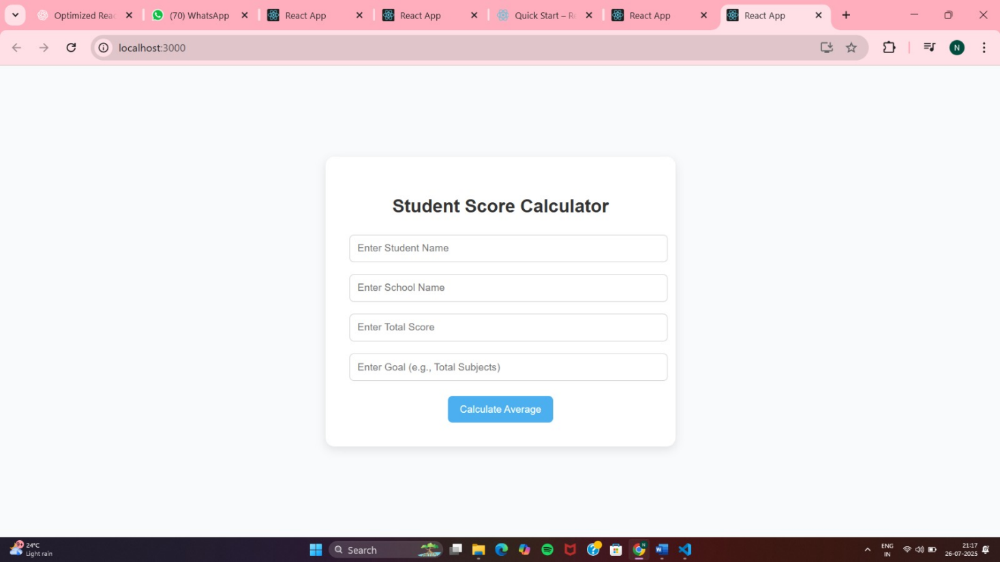 Optimized Reac
(70) WhatsApp
React App
React App
Quick Start – Re
React App
React App
localhost:3000
N
Student Score Calculator
Enter Student Name
Enter School Name
Enter Total Score
Enter Goal (e.g., Total Subjects)
Calculate Average
24°C
Light rain
Search
N
ENG
IN
21:17
26-07-2025